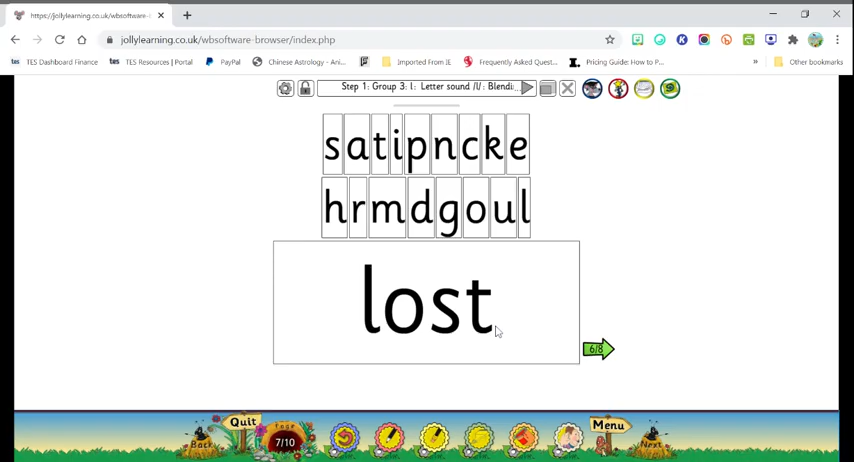 https://jollylearning.co.uk/wbsoftware-b
jollylearning.co.uk/wbsoftware-browser/index.php
TES Dashboard Finance
tes TES Resources | Portal
PayPal
Chinese Astrology - Ani...
Imported From IE
Frequently Asked Quest...
Pricing Guide: How to P...
»
Other bookmarks
Step 1: Group 3: l: Letter sound /l/: Blendi...
s a t i p n c k e
h r m d g o u l
lost
6/8
Back
Quit
Page
7/10
Menu
Next